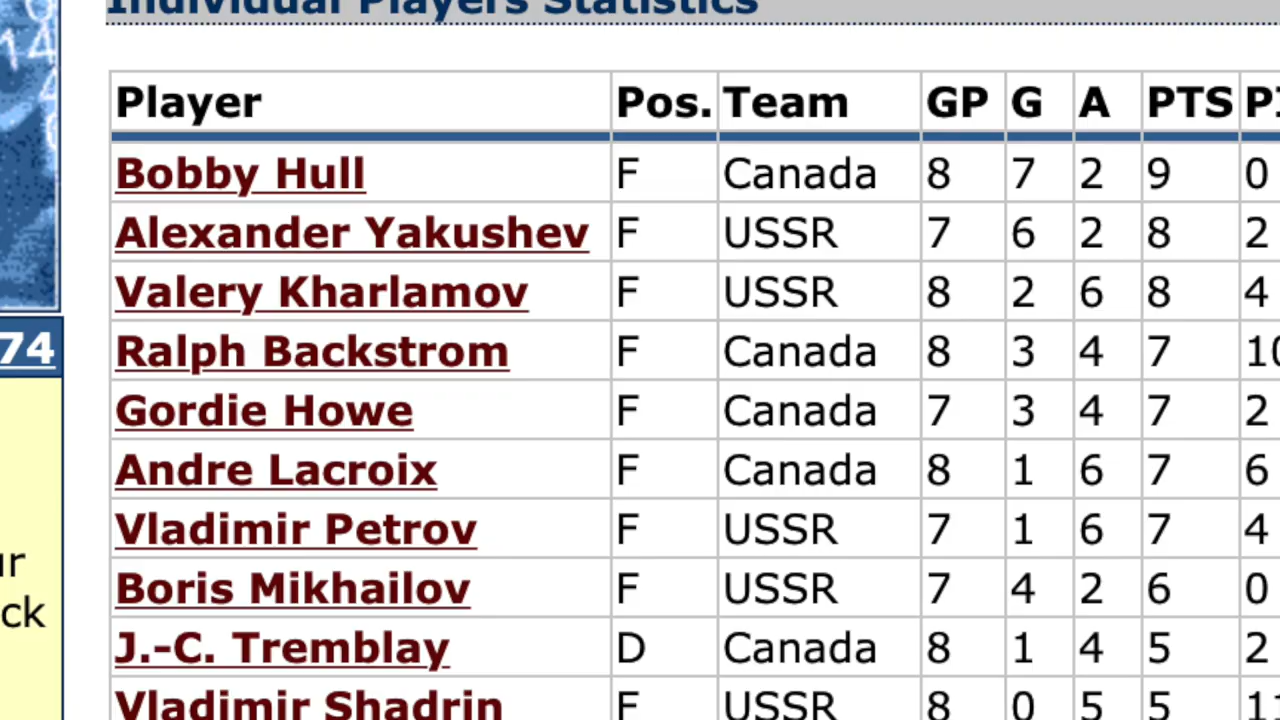 Individual Players Statistics
Player Pos. Team GP G A PTS
Bobby Hull F Canada 8 7 2 9 0
Alexander Yakushev F USSR 7 6 2 8 2
Valery Kharlamov F USSR 8 2 6 8 4
74
Ralph Backstrom F Canada 8 3 4 7 10
Gordie Howe F Canada 7 3 4 7 2
Andre Lacroix F Canada 8 1 6 7 6
Vladimir Petrov F USSR 7 1 6 7 4
Boris Mikhailov F USSR 7 4 2 6 0
ck
J.-C. Tremblay D Canada 8 1 4 5 2
Vladimir Shadrin F USSR 8 0 5 5